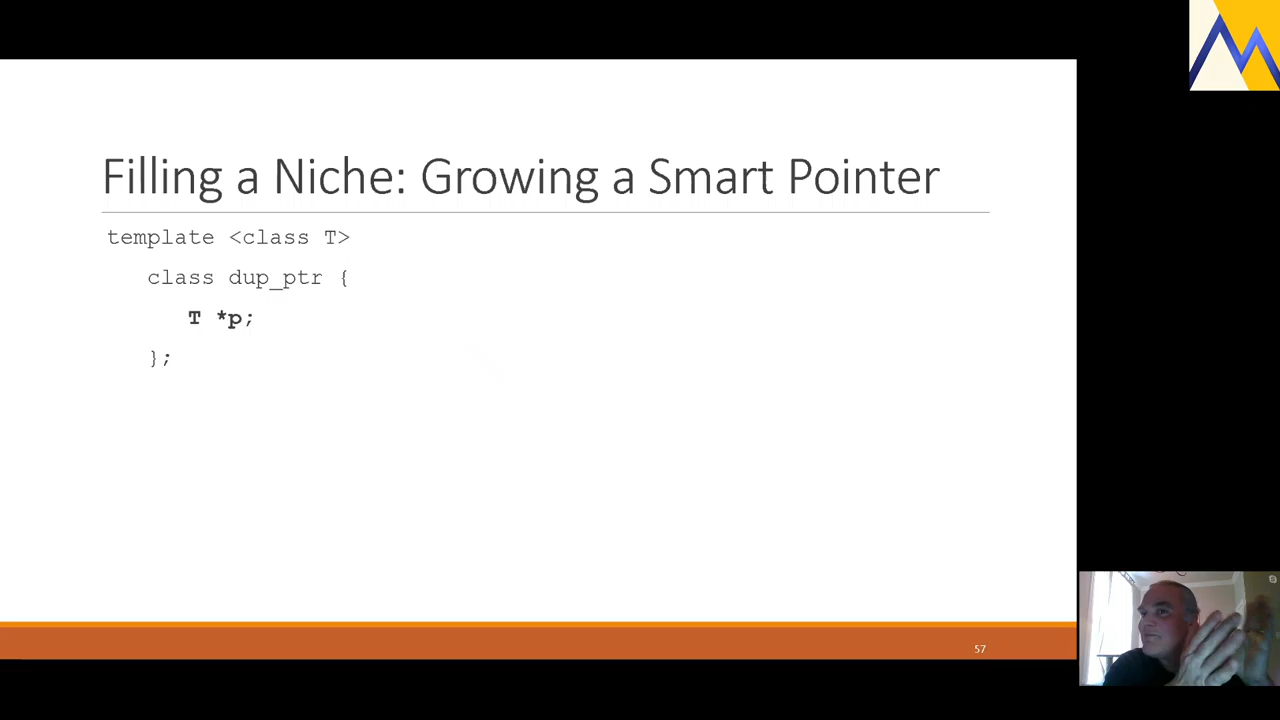 Filling a Niche: Growing a Smart Pointer
template <class T>
class dup_ptr {
T *p;
};
57